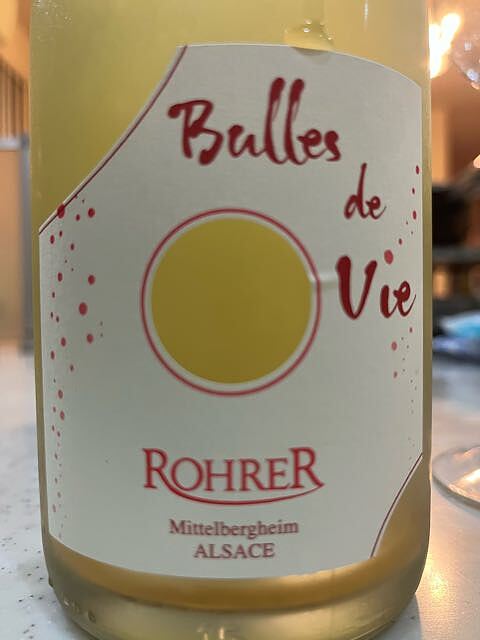 Bulles
de
Vie
ROHRER
Mittelbergheim
ALSACE